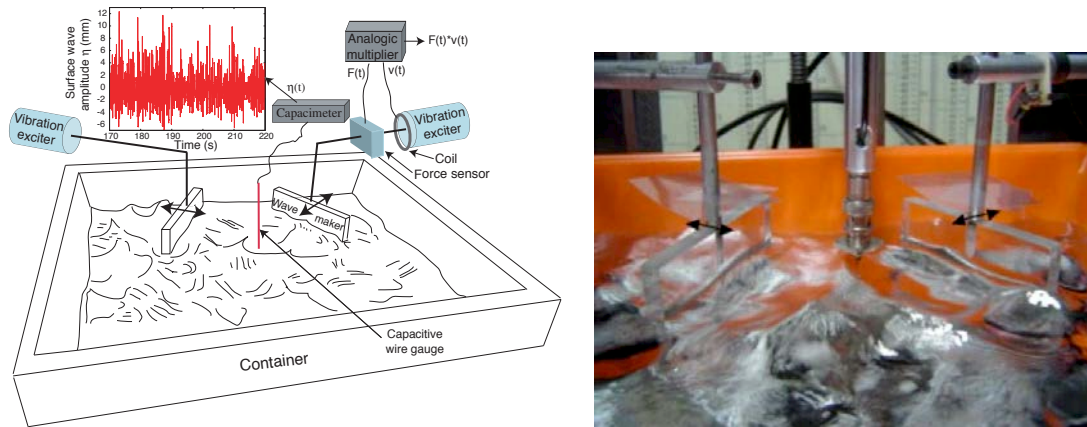 12
10
8
6
4
2
0
-2
-4
-6
Surface wave
amplitude η (mm)
170 180 190 200 210 220
Time (s)
Analogic
multiplier
F(t)*v(t)
F(t)
v(t)
η(t)
Capacimeter
Vibration
exciter
Vibration
exciter
Coil
Force sensor
Wave maker
Capacitive
wire gauge
Container